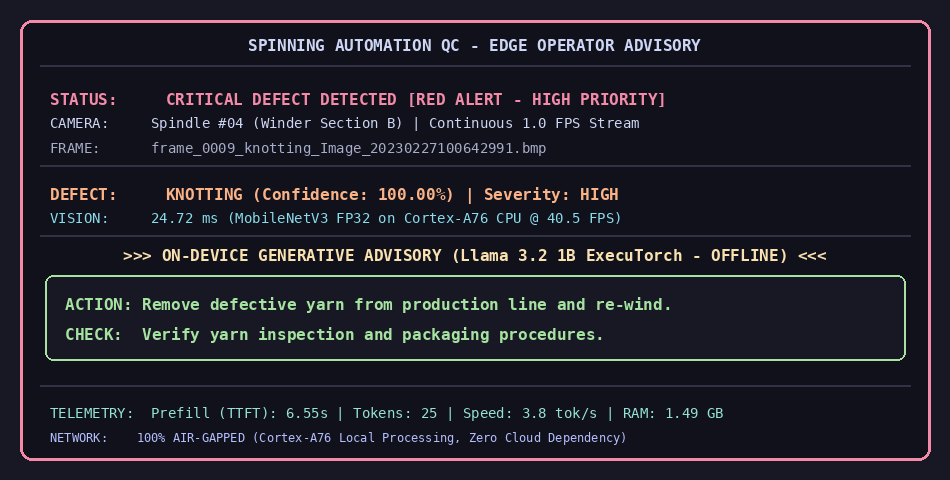 SPINNING AUTOMATION QC - EDGE OPERATOR ADVISORY
STATUS: CRITICAL DEFECT DETECTED [RED ALERT - HIGH PRIORITY]
CAMERA: Spindle #04 (Winder Section B) | Continuous 1.0 FPS Stream
FRAME: frame_0009_knotting_Image_20230227100642991.bmp
DEFECT: KNOTTING (Confidence: 100.00%) | Severity: HIGH
VISION: 24.72 ms (MobileNetV3 FP32 on Cortex-A76 CPU @ 40.5 FPS)
>>> ON-DEVICE GENERATIVE ADVISORY (Llama 3.2 1B ExecuTorch - OFFLINE) <<<
ACTION: Remove defective yarn from production line and re-wind.
CHECK: Verify yarn inspection and packaging procedures.
TELEMETRY: Prefill (TTFT): 6.55s | Tokens: 25 | Speed: 3.8 tok/s | RAM: 1.49 GB
NETWORK: 100% AIR-GAPPED (Cortex-A76 Local Processing, Zero Cloud Dependency)